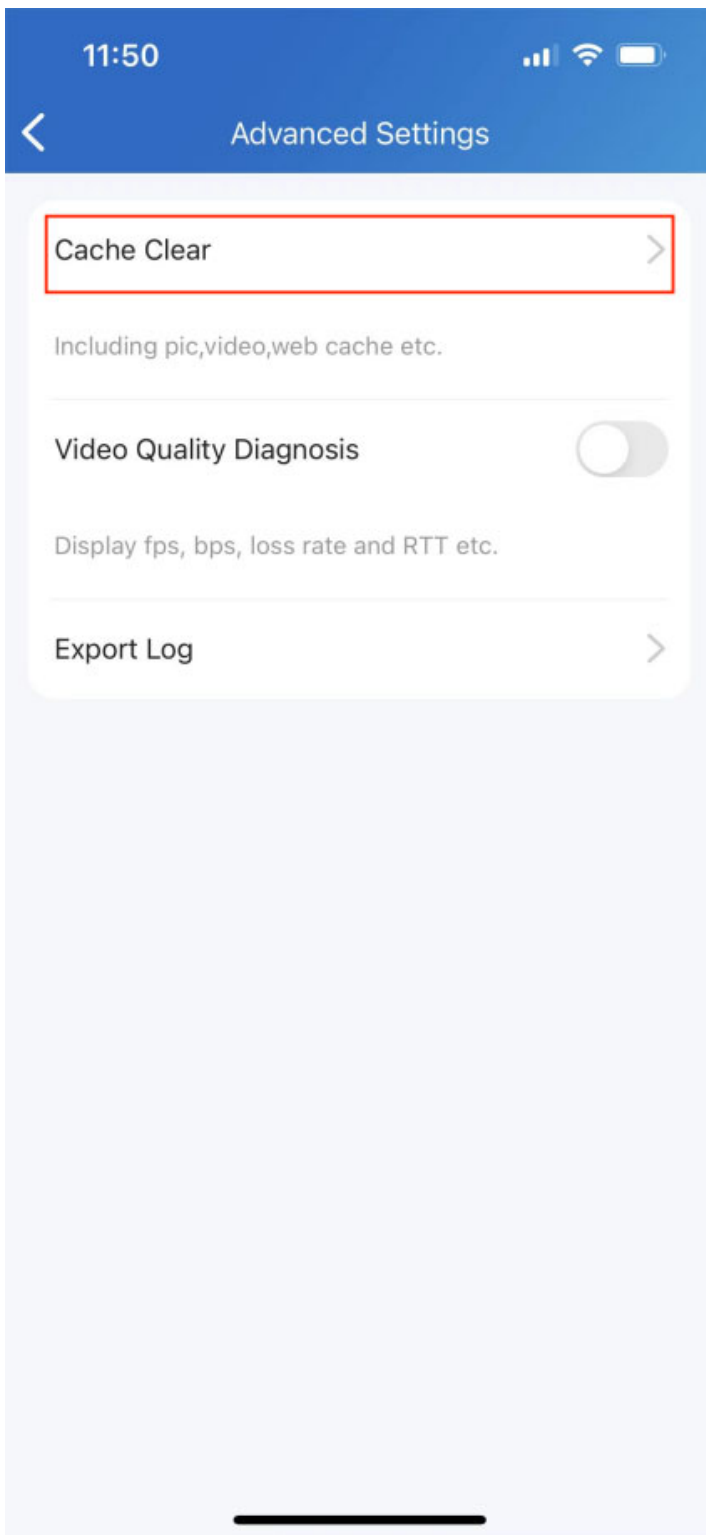 11:50
Advanced Settings
Cache Clear
Including pic,video,web cache etc.
Video Quality Diagnosis
Display fps, bps, loss rate and RTT etc.
Export Log